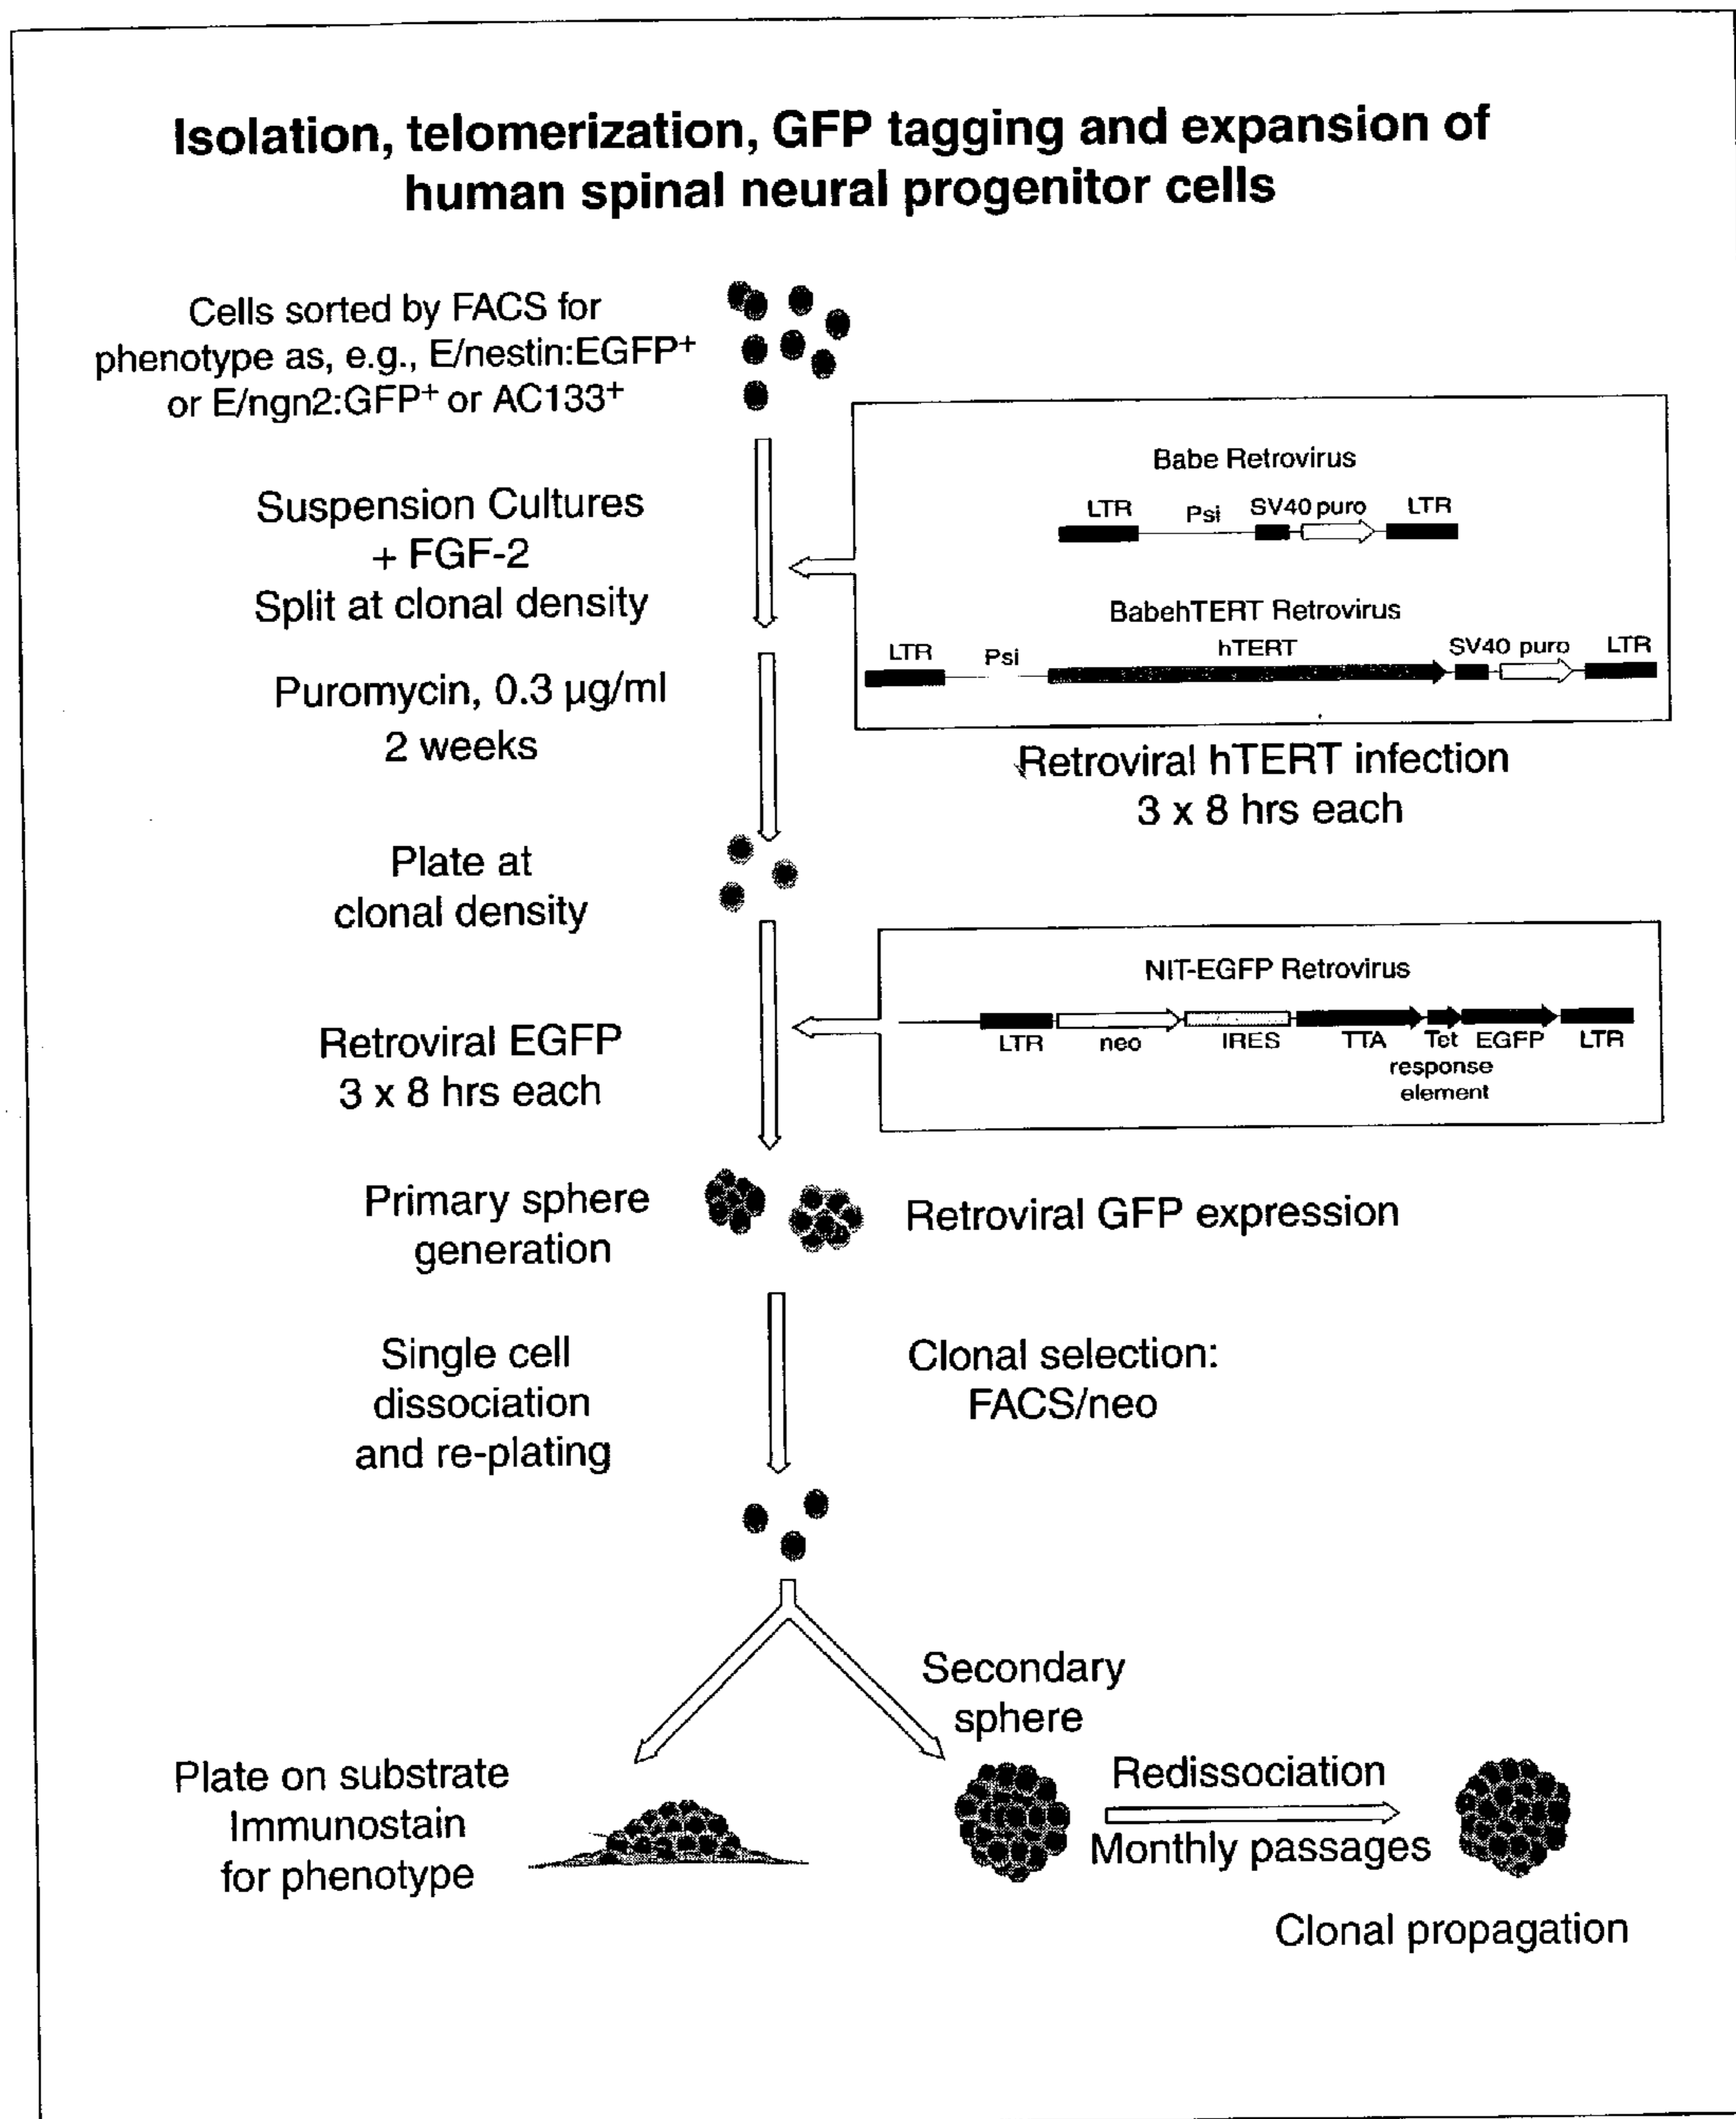 Isolation, telomerization, GFP tagging and expansion of
human spinal neural progenitor cells
Cells sorted by FACS for
phenotype as, e.g., E/nestin:EGFP+
or E/ngn2:GFP+ or AC133+
Suspension Cultures
+ FGF-2
Split at clonal density
Babe Retrovirus
LTR Psi SV40 puro LTR
BabehTERT Retrovirus
LTR Psi hTERT SV40 puro LTR
Retroviral hTERT infection
3 x 8 hrs each
Puromycin, 0.3 µg/ml
2 weeks
Plate at
clonal density
Retroviral EGFP
3 x 8 hrs each
NIT-EGFP Retrovirus
LTR neo IRES TTA Tet EGFP LTR
response
element
Primary sphere
generation
Retroviral GFP expression
Single cell
dissociation
and re-plating
Clonal selection:
FACS/neo
Secondary
sphere
Plate on substrate
Immunostain
for phenotype
Redissociation
Monthly passages
Clonal propagation